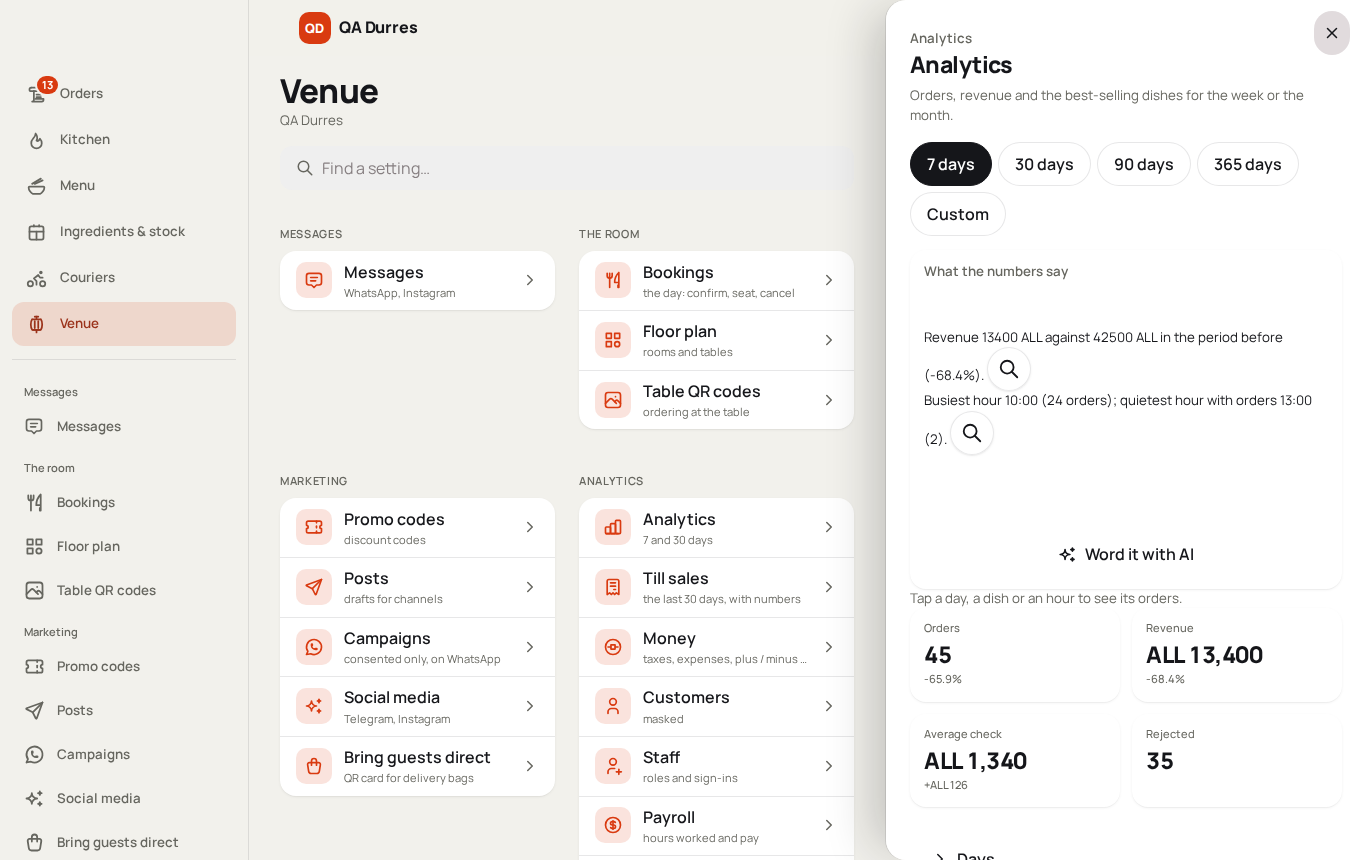 13
Orders
Kitchen
Menu
Ingredients & stock
Couriers
Venue
Messages
Messages
The room
Bookings
Floor plan
Table QR codes
Marketing
Promo codes
Posts
Campaigns
Social media
Bring guests direct
QD
QA Durres
Venue
QA Durres
Find a setting...
MESSAGES
Messages
WhatsApp, Instagram
THE ROOM
Bookings
the day: confirm, seat, cancel
Floor plan
rooms and tables
Table QR codes
ordering at the table
MARKETING
Promo codes
discount codes
Posts
drafts for channels
Campaigns
consented only, on WhatsApp
Social media
Telegram, Instagram
Bring guests direct
QR card for delivery bags
ANALYTICS
Analytics
7 and 30 days
Till sales
the last 30 days, with numbers
Money
taxes, expenses, plus / minus ...
Customers
masked
Staff
roles and sign-ins
Payroll
hours worked and pay
Analytics
Analytics
Orders, revenue and the best-selling dishes for the week or the
month.
7 days
30 days
90 days
365 days
Custom
What the numbers say
Revenue 13400 ALL against 42500 ALL in the period before
(-68.4%).
Busiest hour 10:00 (24 orders); quietest hour with orders 13:00
(2).
Word it with AI
Tap a day, a dish or an hour to see its orders.
Orders
45
-65.9%
Revenue
ALL 13,400
-68.4%
Average check
ALL 1,340
+ALL 126
Rejected
35
Days